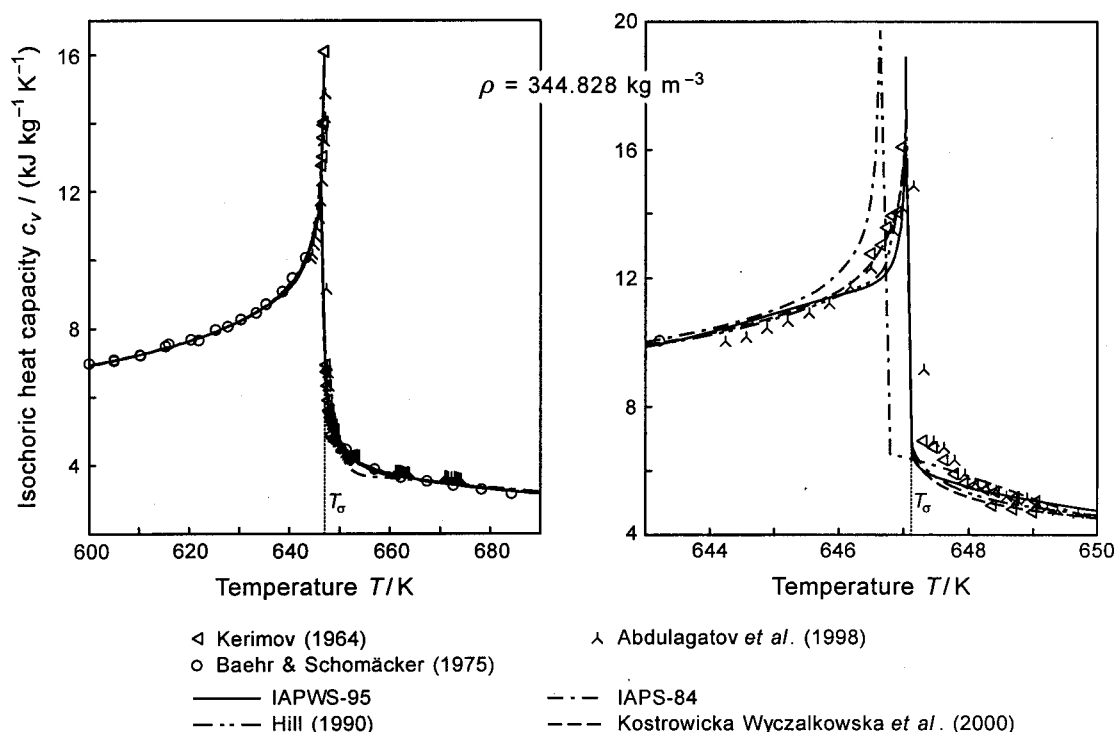 Isochoric heat capacity cᵥ / (kJ kg⁻¹ K⁻¹)
16
12
8
4
600 620 640 660 680
Temperature T/K
T_σ
ρ = 344.828 kg m⁻³
20
16
12
8
4
644 646 648 650
Temperature T/K
T_σ
Kerimov (1964)
Abdulagatov et al. (1998)
Baehr & Schomäcker (1975)
IAPWS-95
IAPS-84
Hill (1990)
Kostrowicka Wyczalkowska et al. (2000)